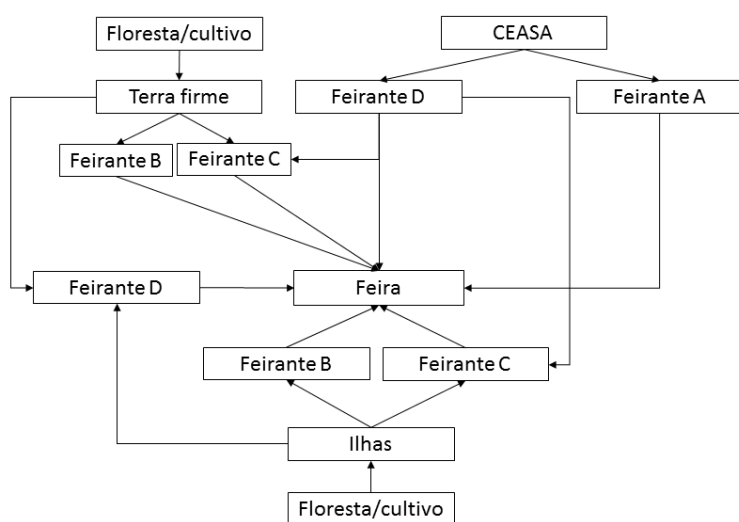 Floresta/cultivo
CEASA
Terra firme
Feirante D
Feirante A
Feirante B
Feirante C
Feirante D
Feira
Feirante B
Feirante C
Ilhas
Floresta/cultivo